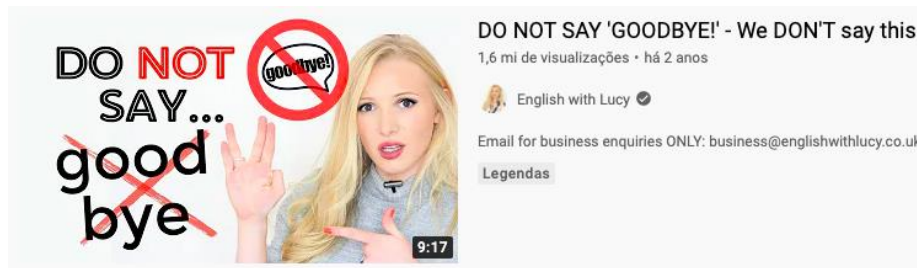 DO NOT
SAY...
good
bye
goodbye!
9:17
DO NOT SAY 'GOODBYE!' - We DON'T say this
1,6 mi de visualizações • há 2 anos
English with Lucy
Email for business enquiries ONLY: business@englishwithlucy.co.uk
Legendas